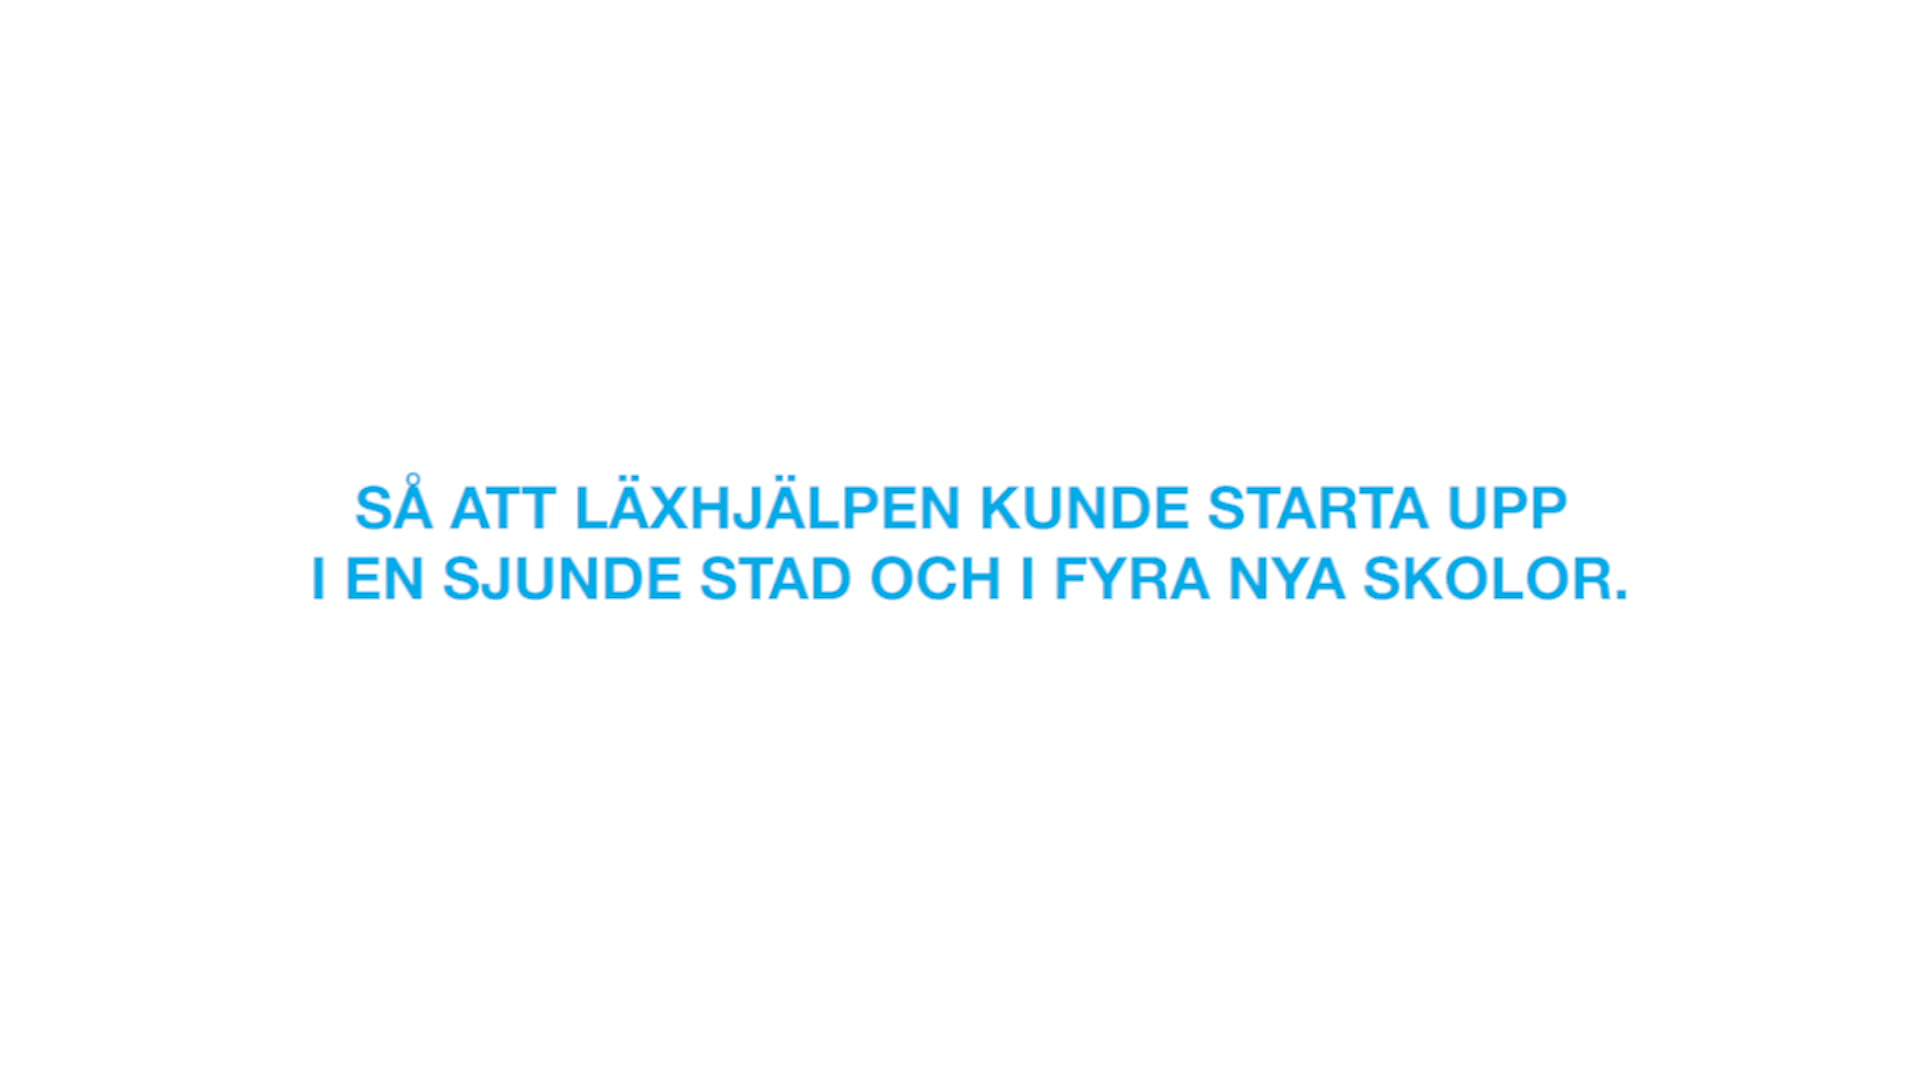 SÅ ATT LÄXHJÄLPEN KUNDE STARTA UPP
I EN SJUNDE STAD OCH I FYRA NYA SKOLOR.